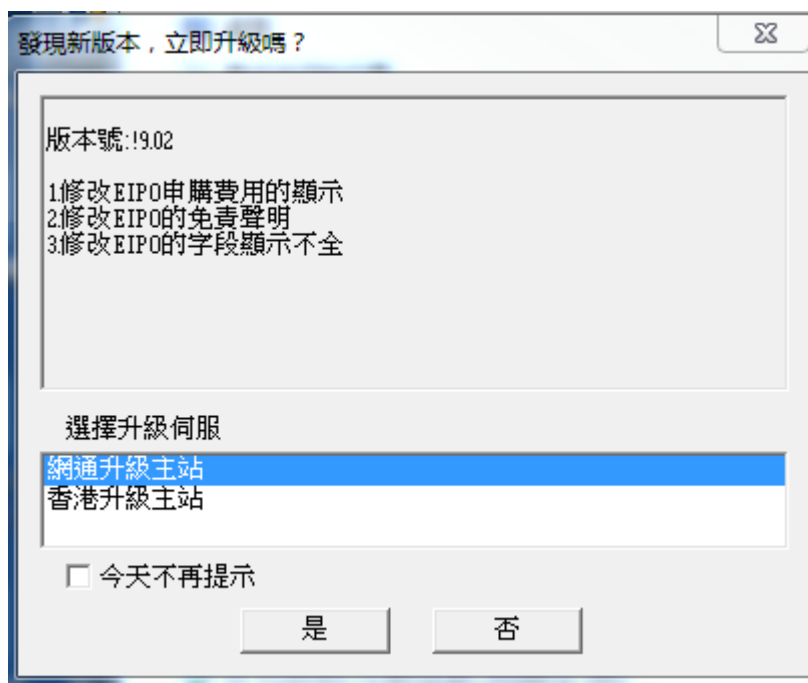 發現新版本，立即升級嗎？
版本號:!9.02
1.修改EIPO申購費用的顯示
2.修改EIPO的免責聲明
3.修改EIPO的字段顯示不全
選擇升級伺服
網通升級主站
香港升級主站
今天不再提示
是
否